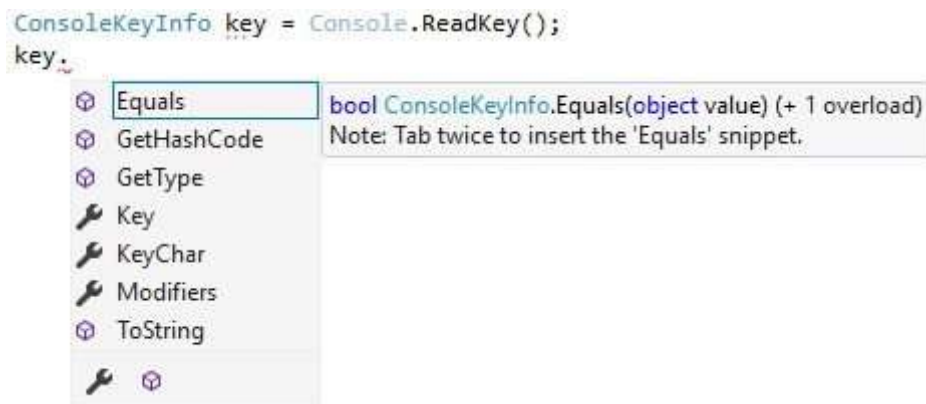 ConsoleKeyInfo key = Console.ReadKey();
key.
Equals
bool ConsoleKeyInfo.Equals(object value) (+ 1 overload)
Note: Tab twice to insert the 'Equals' snippet.
GetHashCode
GetType
Key
KeyChar
Modifiers
ToString